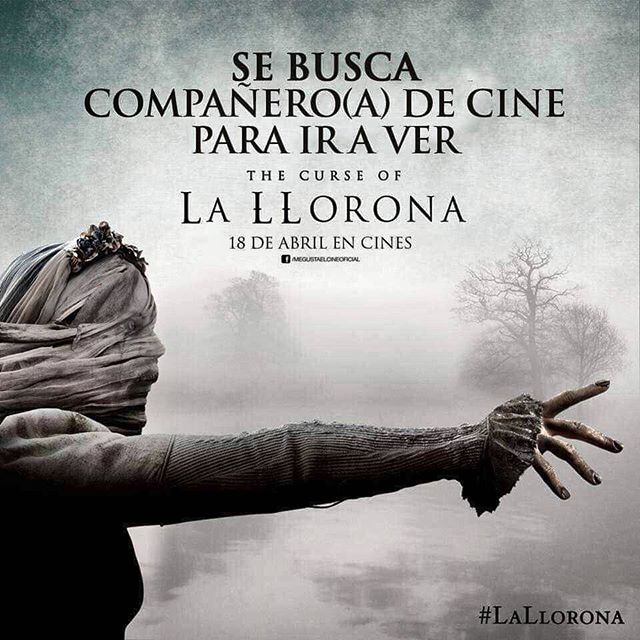 SE BUSCA
COMPAÑERO(A) DE CINE
PARA IR A VER
THE CURSE OF
LA LLORONA
18 DE ABRIL EN CINES
f /MEGUSTAELCINEOFICIAL
#LALLORONA